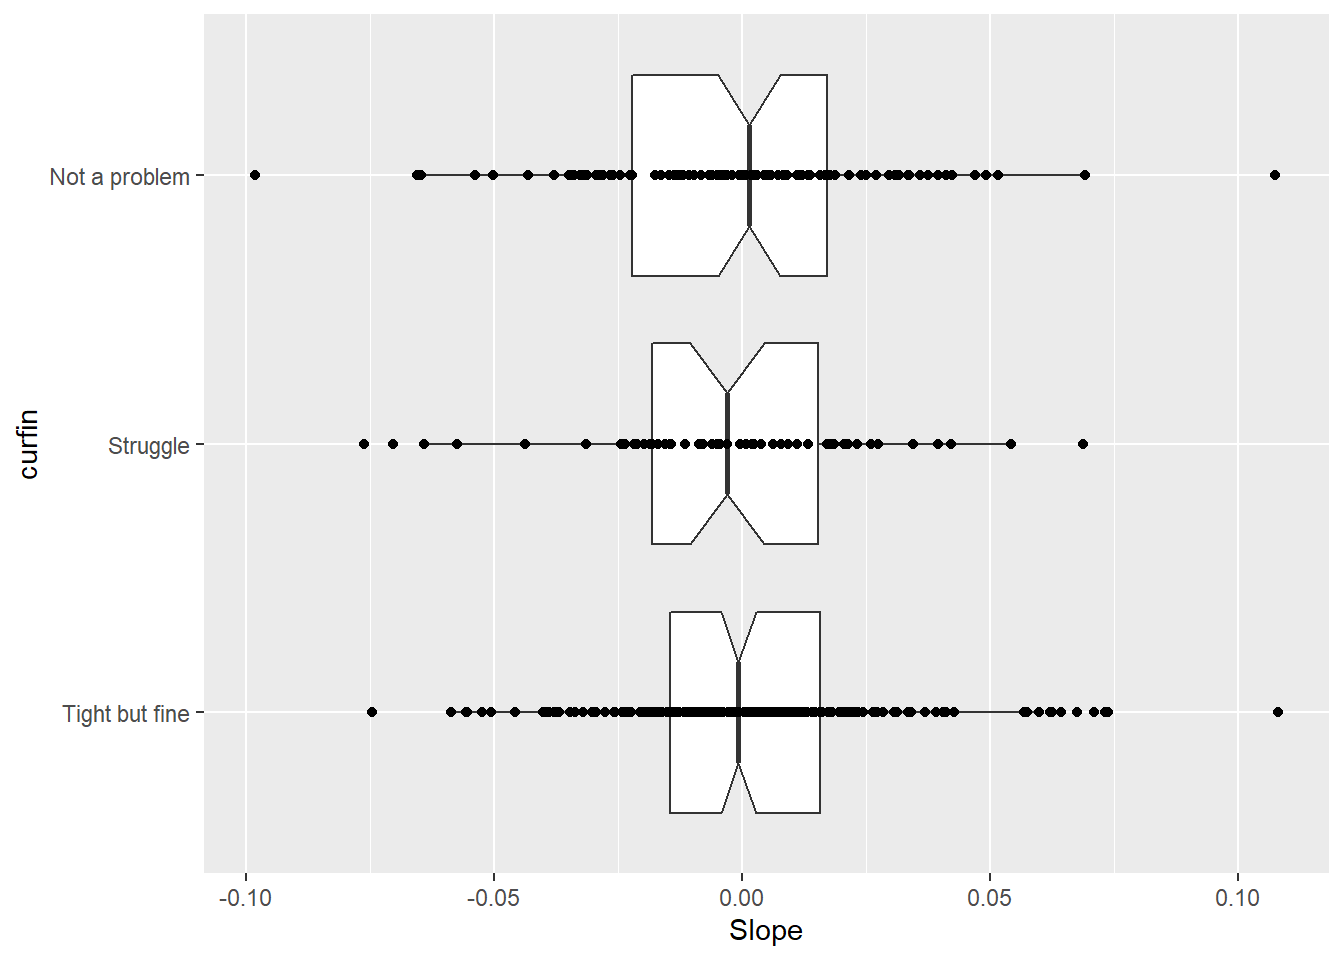 Not a problem
Struggle
Tight but fine
curfin
-0.10
-0.05
0.00
0.05
0.10
Slope